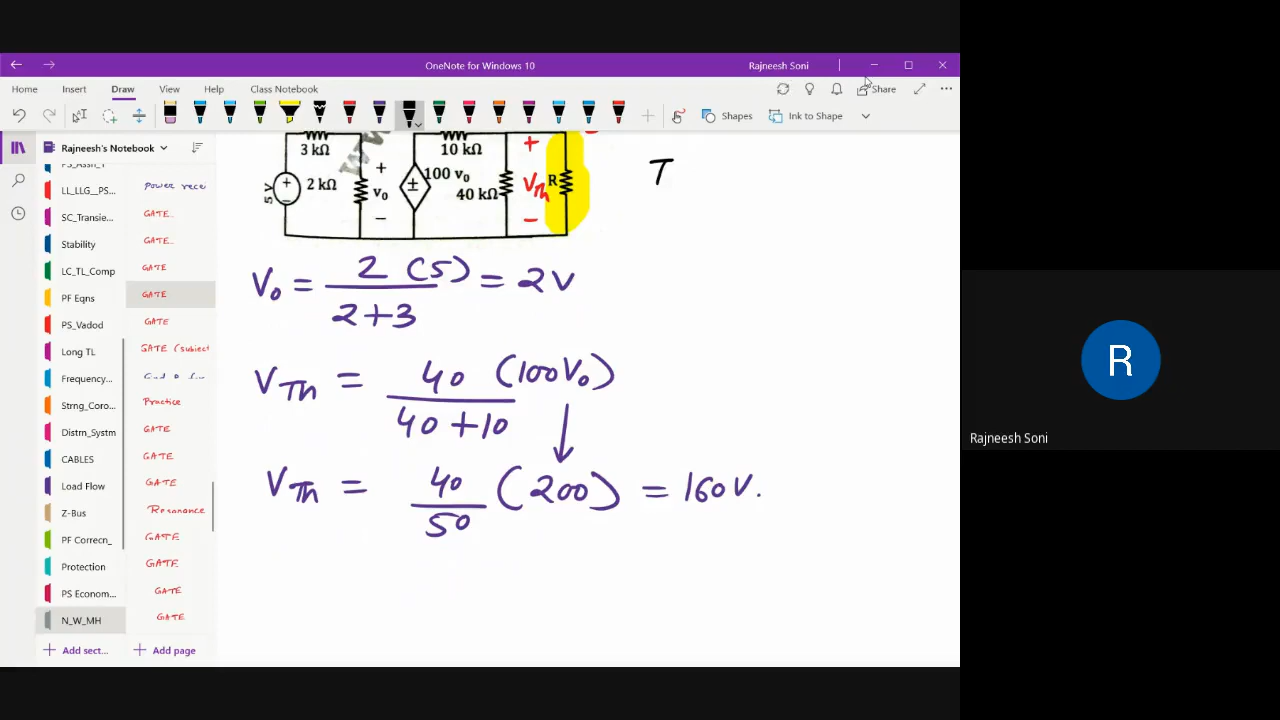 OneNote for Windows 10
Rajneesh Soni
Home Insert Draw View Help Class Notebook
Share
Shapes
Ink to Shape
Rajneesh's Notebook
PS_Assn_T
LL_LLG_PS...
SC_Transie...
Stability
LC_TL_Comp
PF Eqns
PS_Vadod
Long TL
Frequency...
Strng_Coro...
Distrn_Systm
CABLES
Load Flow
Z-Bus
PF Correcn_
Protection
PS Econom...
N_W_MH
Add sect...
Power rece
GATE
GATE
GATE
GATE
GATE
GATE (subject
Practice
GATE
GATE
GATE
Resonance
GATE
GATE
GATE
GATE
Add page
3 kΩ
10 kΩ
5 V
2 kΩ
+
v₀
−
100 v₀
40 kΩ
+
VTh
−
R
T
V₀ = 2 (5) / 2+3 = 2V
VTh = 40 (100V₀) / 40+10
VTh = 40/50 (200) = 160V.
R
Rajneesh Soni